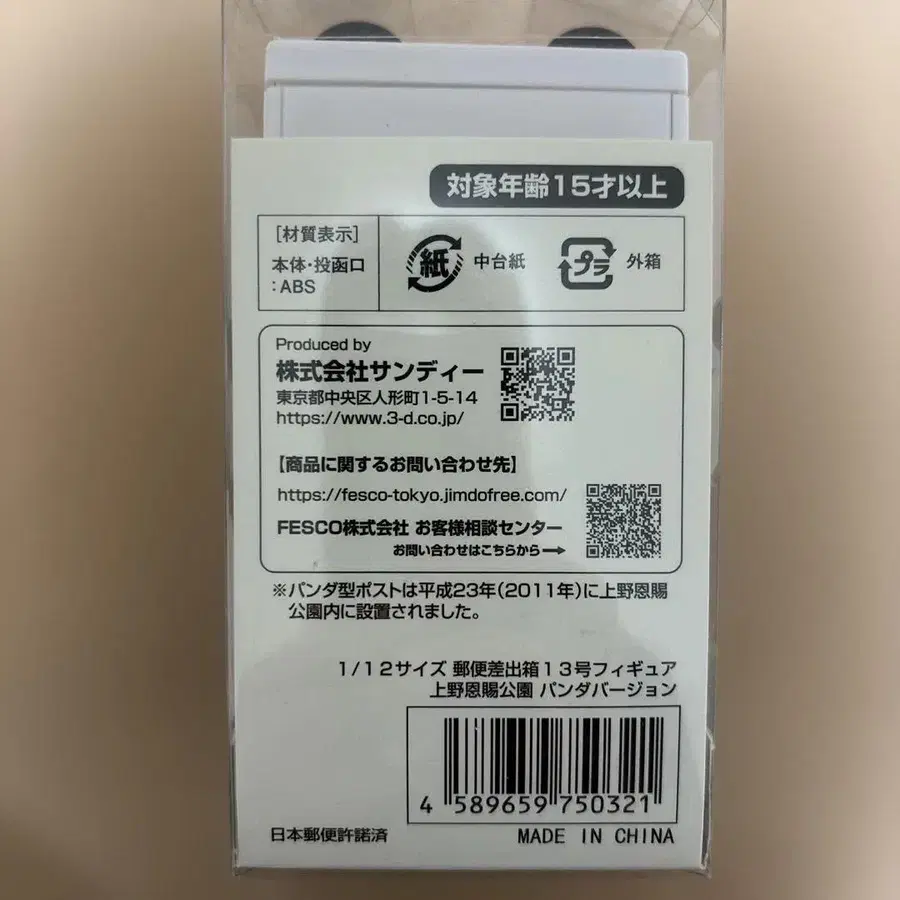 対象年齢15才以上
[材質表示]
本体・投函口
:ABS
紙 中台紙
プラ 外箱
Produced by
株式会社サンディー
東京都中央区人形町1-5-14
https://www.3-d.co.jp/
【商品に関するお問い合わせ先】
https://fesco-tokyo.jimdofree.com/
FESCO株式会社 お客様相談センター
お問い合わせはこちらから→
※パンダ型ポストは平成23年(2011年)に上野恩賜
公園内に設置されました。
1/12サイズ 郵便差出箱13号フィギュア
上野恩賜公園 パンダバージョン
4 589659 750321
日本郵便許諾済
MADE IN CHINA